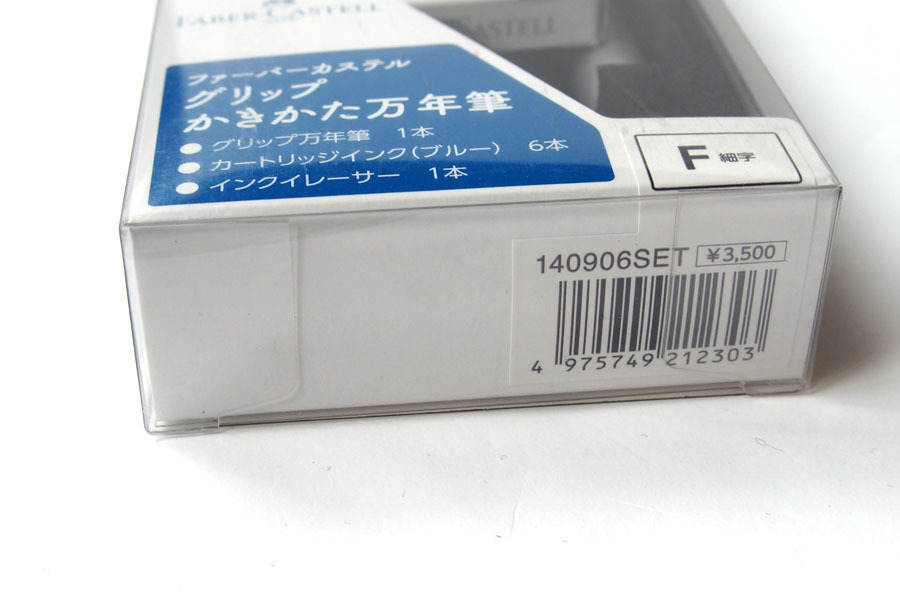 FABER-CASTELL
CASTELL
ファーバーカステル
グリップ
かきかた万年筆
● グリップ万年筆 1本
● カートリッジインク(ブルー) 6本
● インクイレーサー 1本
F 細字
140906SET ¥3,500
4 975749 212303